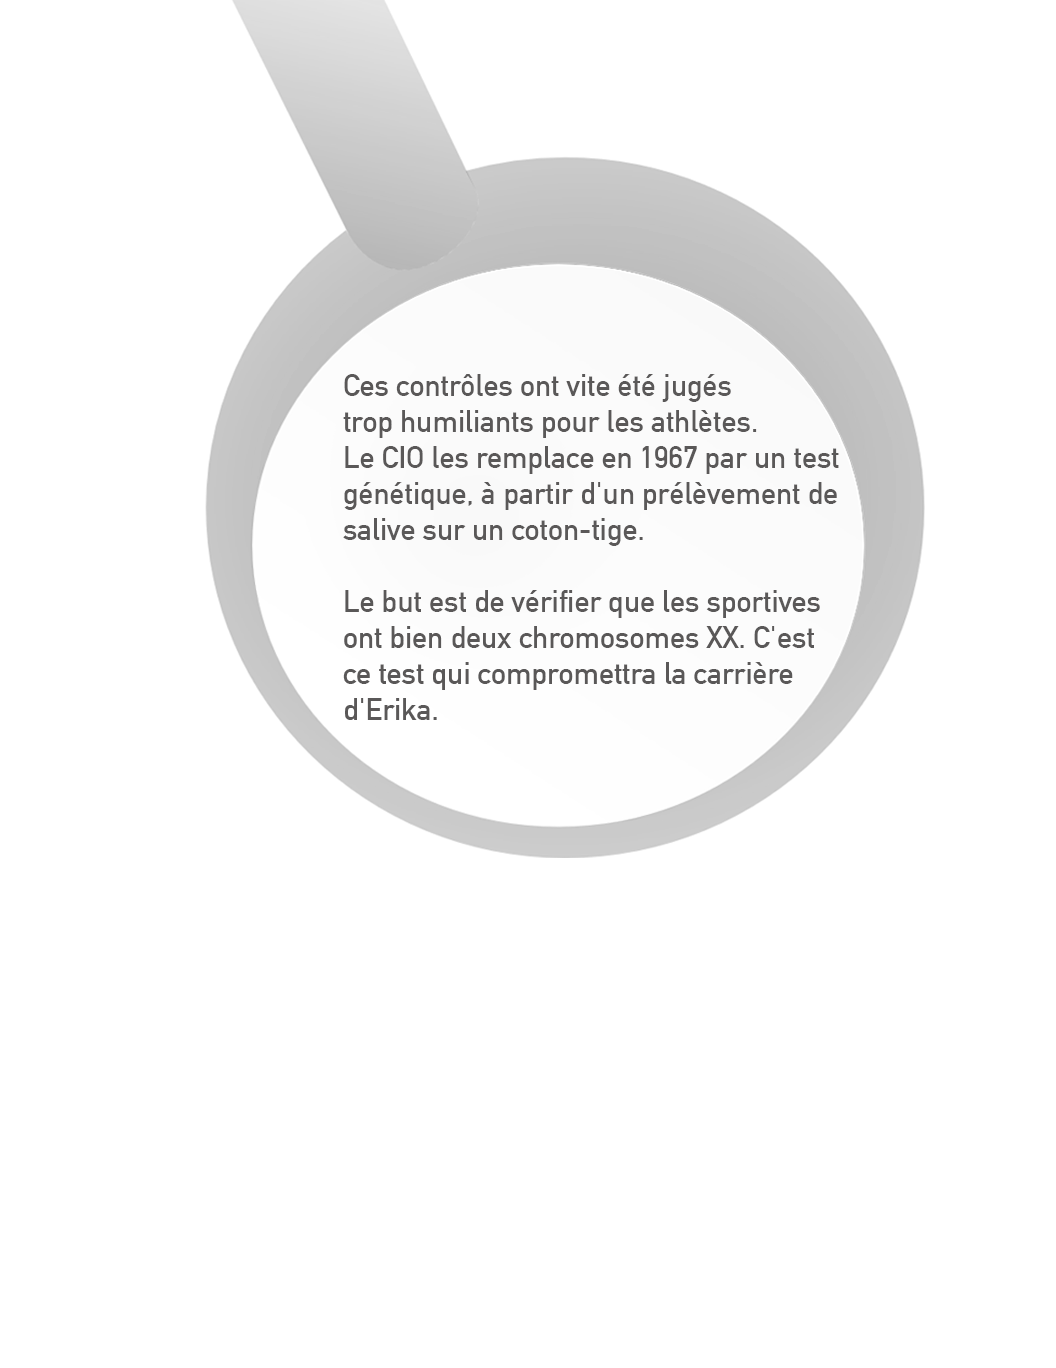 Ces contrôles ont vite été jugés
trop humiliants pour les athlètes.
Le CIO les remplace en 1967 par un test
génétique, à partir d'un prélèvement de
salive sur un coton-tige.
Le but est de vérifier que les sportives
ont bien deux chromosomes XX. C'est
ce test qui compromettra la carrière
d'Erika.